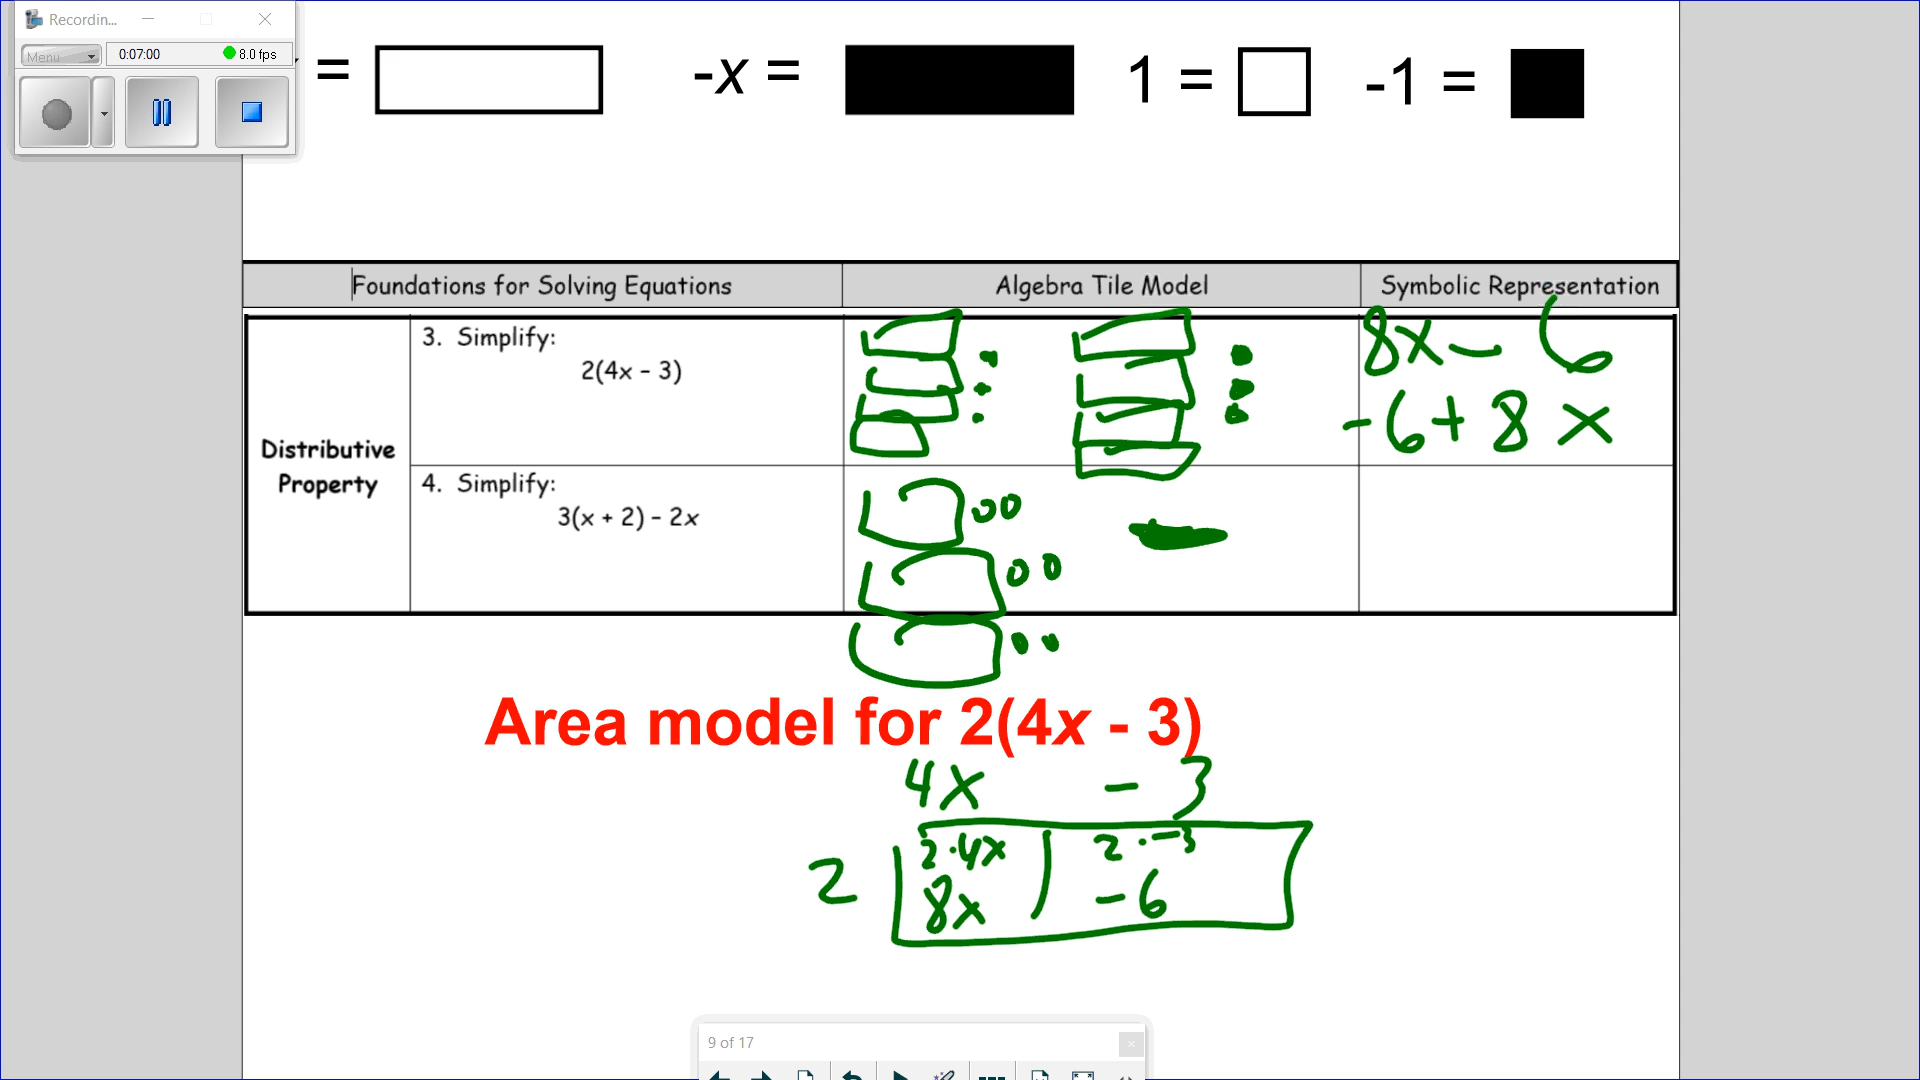 Recordin...
Menu
0:07:00
8.0 fps
=
-x =
1 =
-1 =
Foundations for Solving Equations
Algebra Tile Model
Symbolic Representation
Distributive
Property
3. Simplify:
2(4x - 3)
8x - 6
-6 + 8x
4. Simplify:
3(x + 2) - 2x
Area model for 2(4x - 3)
4x - 3
2
2·4x
2·-3
8x
-6
9 of 17